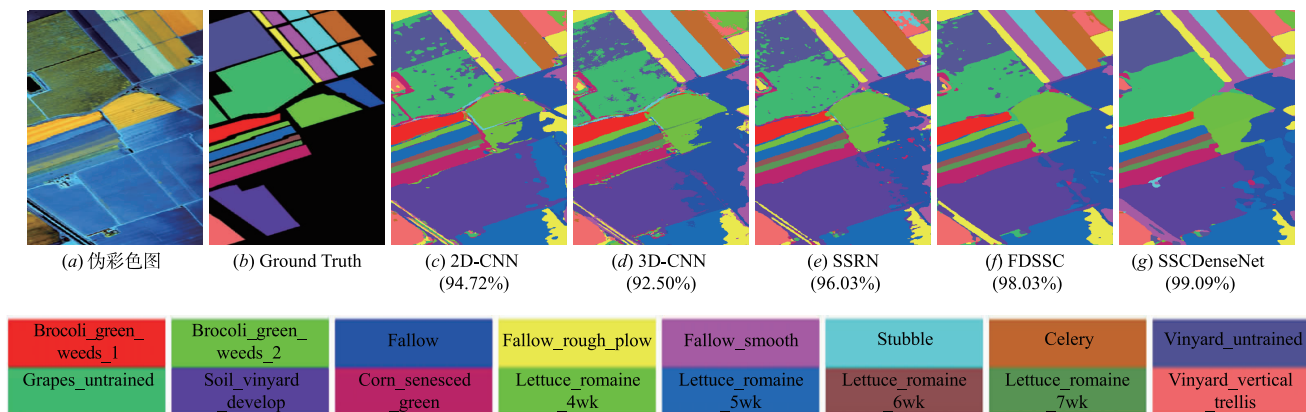 (a) 伪彩色图
(b) Ground Truth
(c) 2D-CNN
(94.72%)
(d) 3D-CNN
(92.50%)
(e) SSRN
(96.03%)
(f) FDSSC
(98.03%)
(g) SSCDenseNet
(99.09%)
Brocoli_green_
weeds_1
Brocoli_green_
weeds_2
Fallow
Fallow_rough_plow
Fallow_smooth
Stubble
Celery
Vinyard_untrained
Grapes_untrained
Soil_vinyard
_develop
Corn_senesced
_green
Lettuce_romaine
_4wk
Lettuce_romaine
_5wk
Lettuce_romaine
_6wk
Lettuce_romaine
_7wk
Vinyard_vertical
_trellis